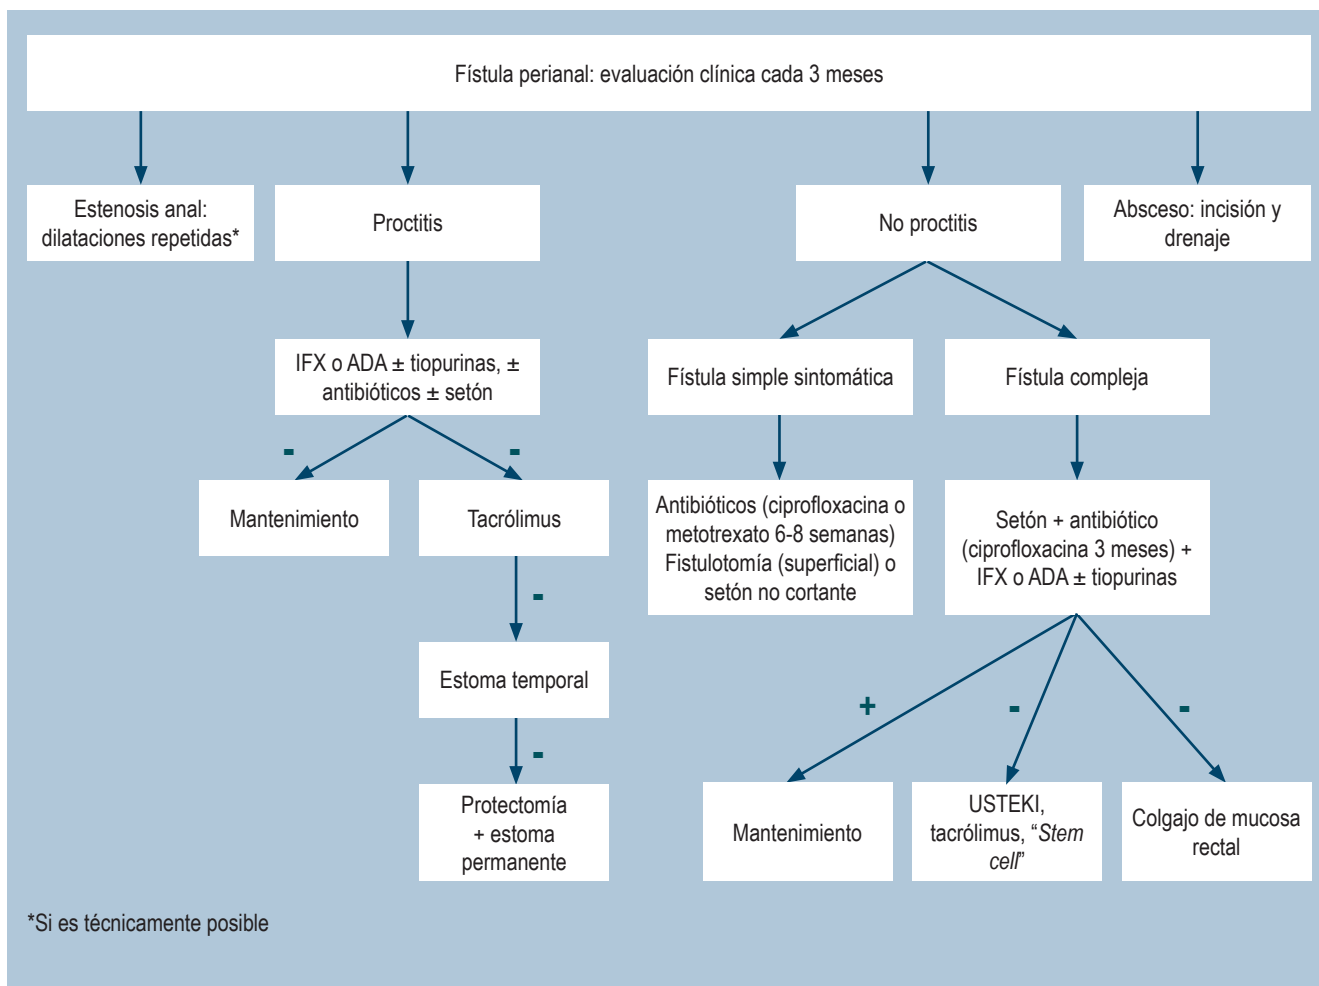 Fístula perianal: evaluación clínica cada 3 meses
Estenosis anal:
dilataciones repetidas*
Proctitis
No proctitis
Absceso: incisión y
drenaje
IFX o ADA ± tiopurinas, ±
antibióticos ± setón
Fístula simple sintomática
Fístula compleja
-
-
Mantenimiento
Tacrólimus
Antibióticos (ciprofloxacina o
metotrexato 6-8 semanas)
Fistulotomía (superficial) o
setón no cortante
Setón + antibiótico
(ciprofloxacina 3 meses) +
IFX o ADA ± tiopurinas
-
Estoma temporal
-
+
-
-
Protectomía
+ estoma
permanente
Mantenimiento
USTEKI,
tacrólimus, “Stem
cell”
Colgajo de mucosa
rectal
*Si es técnicamente posible